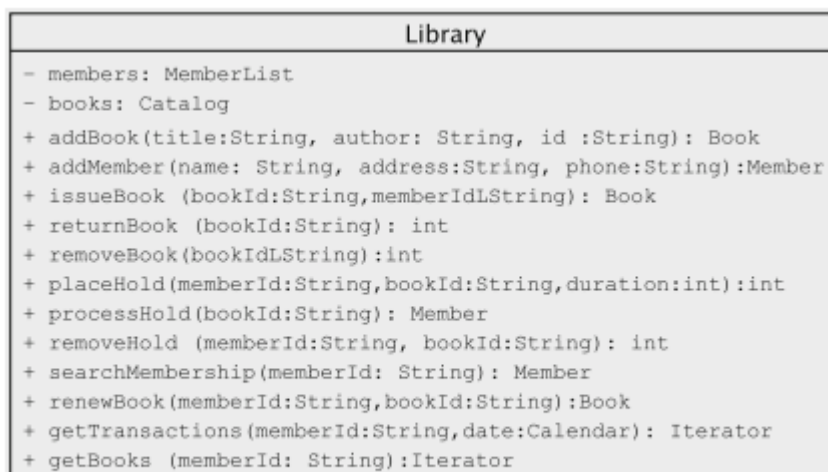 Library
- members: MemberList
- books: Catalog
+ addBook(title:String, author: String, id :String): Book
+ addMember(name: String, address:String, phone:String):Member
+ issueBook (bookId:String,memberIdLString): Book
+ returnBook (bookId:String): int
+ removeBook(bookIdLString):int
+ placeHold(memberId:String,bookId:String,duration:int):int
+ processHold(bookId:String): Member
+ removeHold (memberId:String, bookId:String): int
+ searchMembership(memberId: String): Member
+ renewBook(memberId:String,bookId:String):Book
+ getTransactions(memberId:String,date:Calendar): Iterator
+ getBooks (memberId: String):Iterator